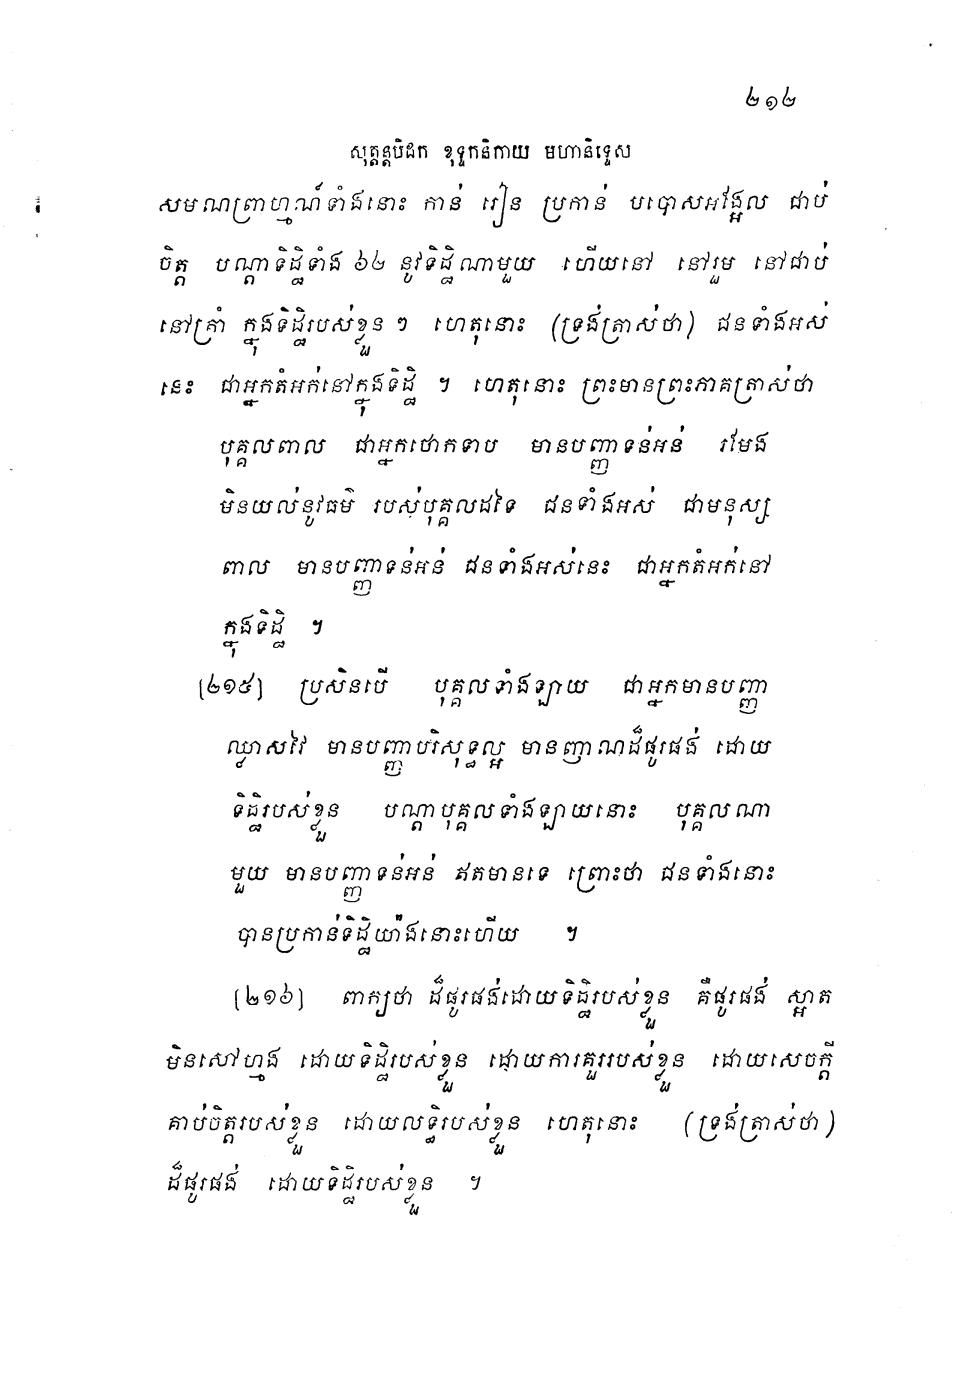 ២១២
សុត្តន្តបិដក ខុទ្ទកនិកាយ មហានិទ្ទេស
សមណព្រាហ្មណ៍ទាំងនោះ កាន់ រៀន ប្រកាន់ បបោសអង្អែល ជាប់
ចិត្ត បណ្តាទិដ្ឋិទាំង ៦២ នូវទិដ្ឋិណាមួយ ហើយនៅ នៅរួម នៅជាប់
នៅគ្រាំ ក្នុងទិដ្ឋិរបស់ខ្លួន ៗ ហេតុនោះ (ទ្រង់ត្រាស់ថា) ជនទាំងអស់
នេះ ជាអ្នកតំអក់នៅក្នុងទិដ្ឋិ ។ ហេតុនោះ ព្រះមានព្រះភាគត្រាស់ថា
បុគ្គលពាល ជាអ្នកថោកទាប មានបញ្ញាទន់អន់ រមែង
មិនយល់នូវធម៌ របស់បុគ្គលដទៃ ជនទាំងអស់ ជាមនុស្ស
ពាល មានបញ្ញាទន់អន់ ជនទាំងអស់នេះ ជាអ្នកតំអក់នៅ
ក្នុងទិដ្ឋិ ។
[២១៥] ប្រសិនបើ បុគ្គលទាំងឡាយ ជាអ្នកមានបញ្ញា
ឈ្លាសវៃ មានបញ្ញាបរិសុទ្ធល្អ មានញាណដ៏ផូរផង់ ដោយ
ទិដ្ឋិរបស់ខ្លួន បណ្តាបុគ្គលទាំងឡាយនោះ បុគ្គលណា
មួយ មានបញ្ញាទន់អន់ ឥតមានទេ ព្រោះថា ជនទាំងនោះ
បានប្រកាន់ទិដ្ឋិយ៉ាងនោះហើយ ។
[២១៦] ពាក្យថា ដ៏ផូរផង់ដោយទិដ្ឋិរបស់ខ្លួន គឺផូរផង់ ស្អាត
មិនសៅហ្មង ដោយទិដ្ឋិរបស់ខ្លួន ដោយការគួររបស់ខ្លួន ដោយសេចក្តី
គាប់ចិត្តរបស់ខ្លួន ដោយលទ្ធិរបស់ខ្លួន ហេតុនោះ (ទ្រង់ត្រាស់ថា)
ដ៏ផូរផង់ ដោយទិដ្ឋិរបស់ខ្លួន ។